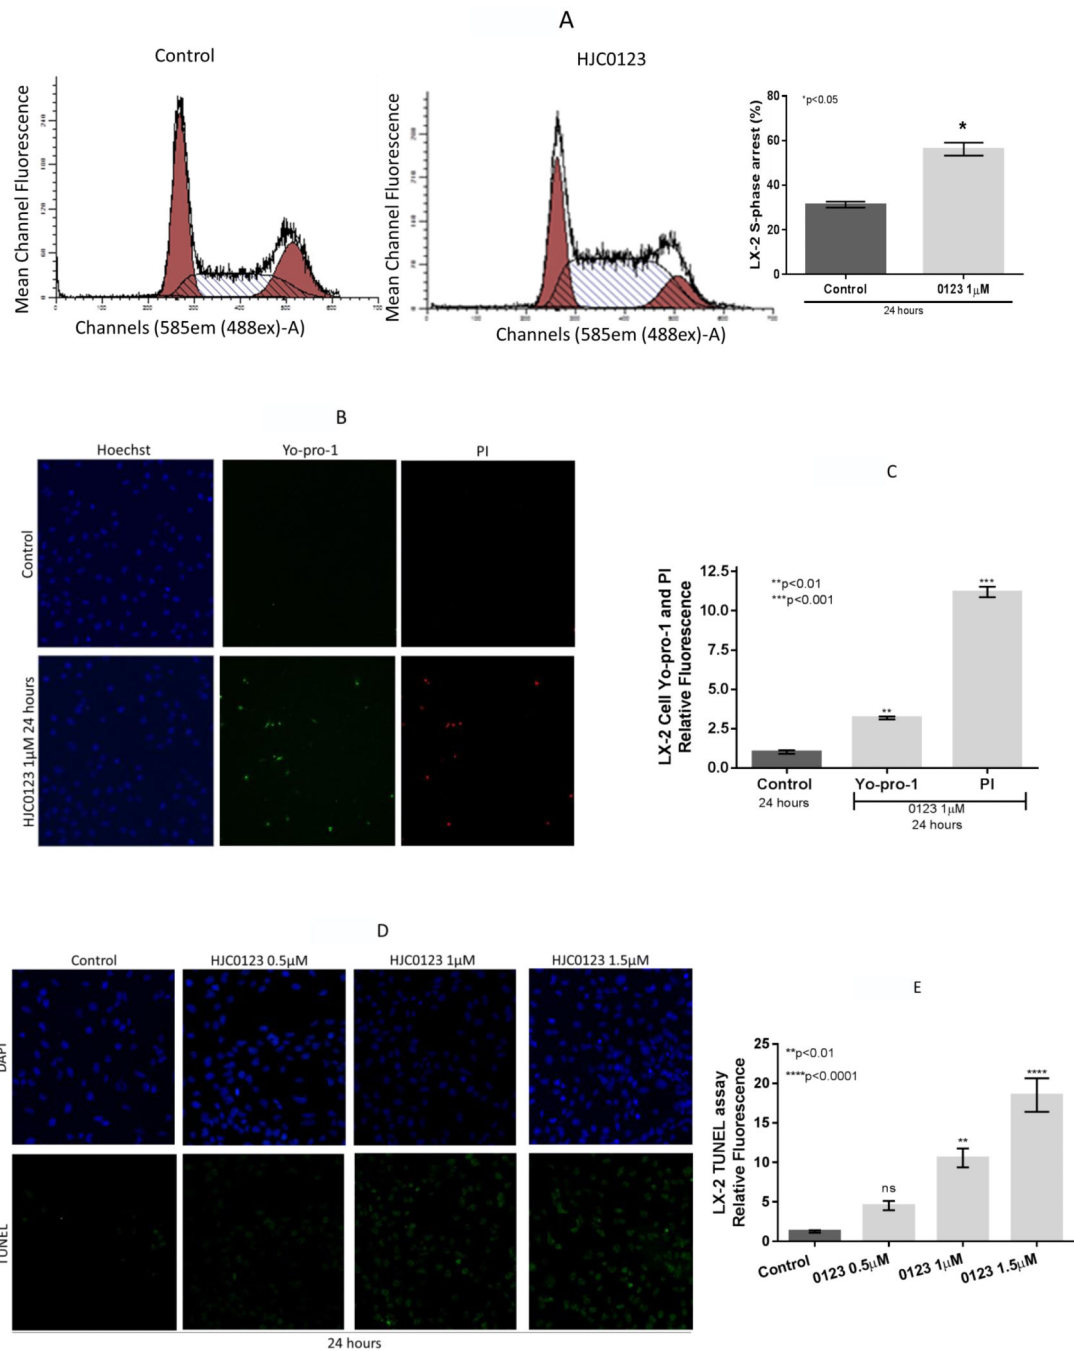 A
Control
HJC0123
Mean Channel Fluorescence
Channels (585em (488ex)-A)
Mean Channel Fluorescence
Channels (585em (488ex)-A)
LX-2 S-phase arrest (%)
80
60
40
20
0
*p<0.05
*
Control
0123 1μM
24 hours
B
Hoechst
Yo-pro-1
PI
Control
HJC0123 1μM 24 hours
C
LX-2 Cell Yo-pro-1 and PI
Relative Fluorescence
12.5
10.0
7.5
5.0
2.5
0.0
**p<0.01
***p<0.001
**
***
Control
Yo-pro-1
PI
24 hours
0123 1μM
24 hours
D
Control
HJC0123 0.5μM
HJC0123 1μM
HJC0123 1.5μM
DAPI
TUNEL
24 hours
E
LX-2 TUNEL assay
Relative Fluorescence
25
20
15
10
5
0
**p<0.01
****p<0.0001
ns
**
****
Control
0123 0.5μM
0123 1μM
0123 1.5μM